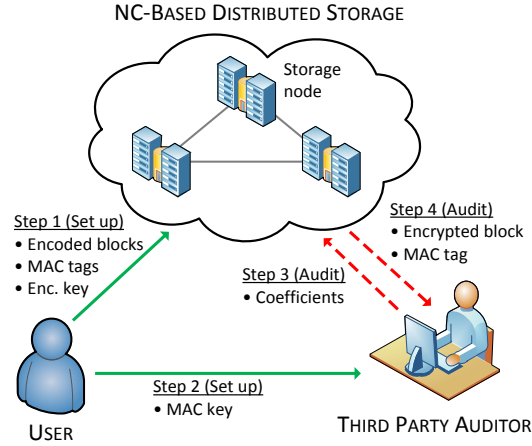 NC-BASED DISTRIBUTED STORAGE
Storage
node
Step 1 (Set up)
• Encoded blocks
• MAC tags
• Enc. key
Step 4 (Audit)
• Encrypted block
• MAC tag
Step 3 (Audit)
• Coefficients
Step 2 (Set up)
• MAC key
USER
THIRD PARTY AUDITOR